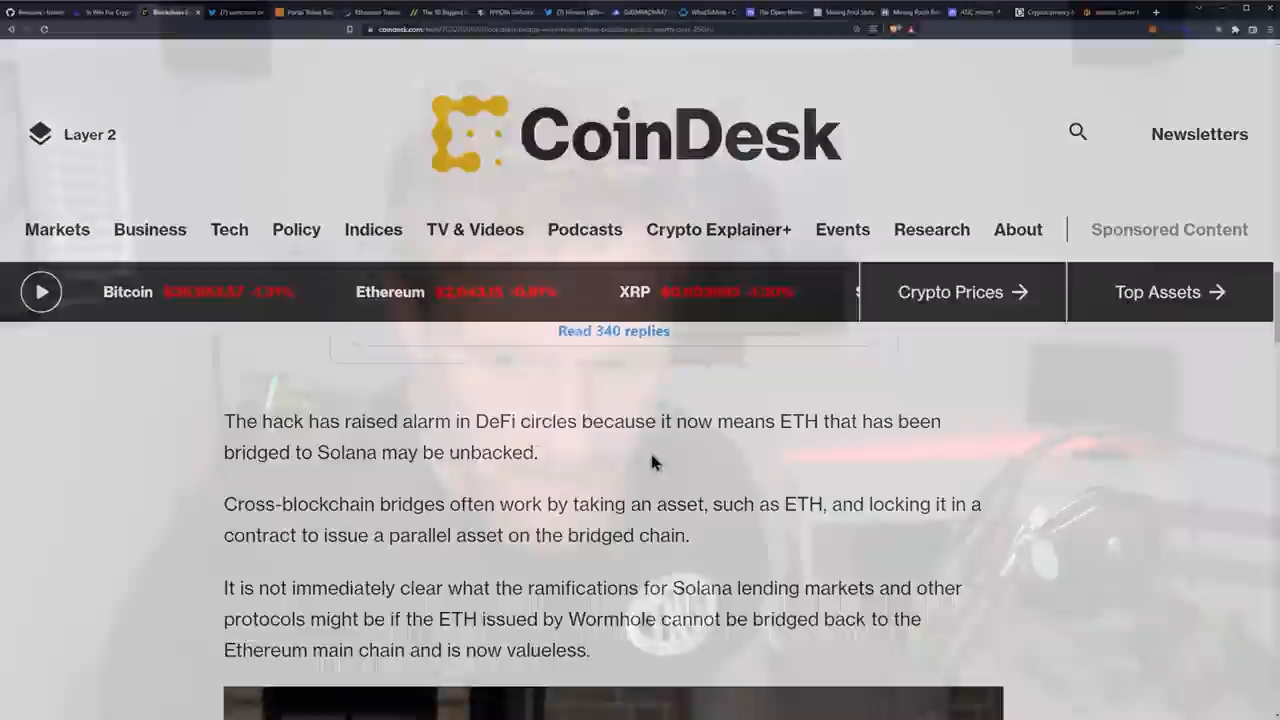 Layer 2
CoinDesk
Newsletters
Markets
Business
Tech
Policy
Indices
TV & Videos
Podcasts
Crypto Explainer+
Events
Research
About
Sponsored Content
Bitcoin
Ethereum
XRP
Crypto Prices →
Top Assets →
Read 340 replies
The hack has raised alarm in DeFi circles because it now means ETH that has been
bridged to Solana may be unbacked.
Cross-blockchain bridges often work by taking an asset, such as ETH, and locking it in a
contract to issue a parallel asset on the bridged chain.
It is not immediately clear what the ramifications for Solana lending markets and other
protocols might be if the ETH issued by Wormhole cannot be bridged back to the
Ethereum main chain and is now valueless.